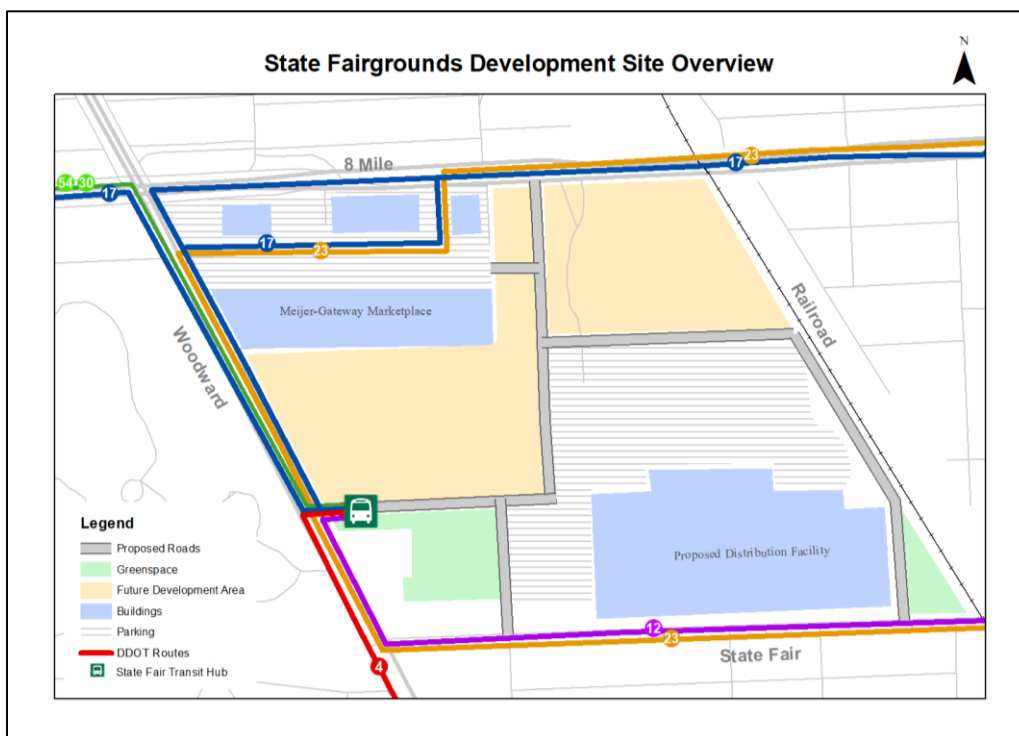 State Fairgrounds Development Site Overview
N
8 Mile
17
23
54
30
17
17
23
Meijer-Gateway Marketplace
Railroad
Woodward
Legend
Proposed Roads
Greenspace
Future Development Area
Buildings
Parking
DDOT Routes
State Fair Transit Hub
Proposed Distribution Facility
12
23
State Fair
4